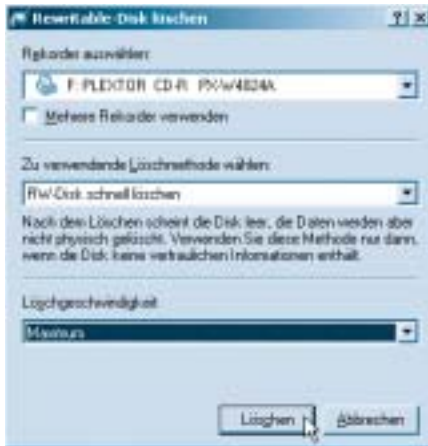 Rewritable-Disk löschen
Rekorder auswählen:
F: PLEXTOR CD-R PX-W4824A
Mehrere Rekorder verwenden
Zu verwendende Löschmethode wählen:
RW-Disk schnell löschen
Nach dem Löschen scheint die Disk leer, die Daten werden aber
nicht physisch gelöscht. Verwenden Sie diese Methode nur dann,
wenn die Disk keine vertraulichen Informationen enthält.
Löschgeschwindigkeit
Maximum
Löschen Abbrechen